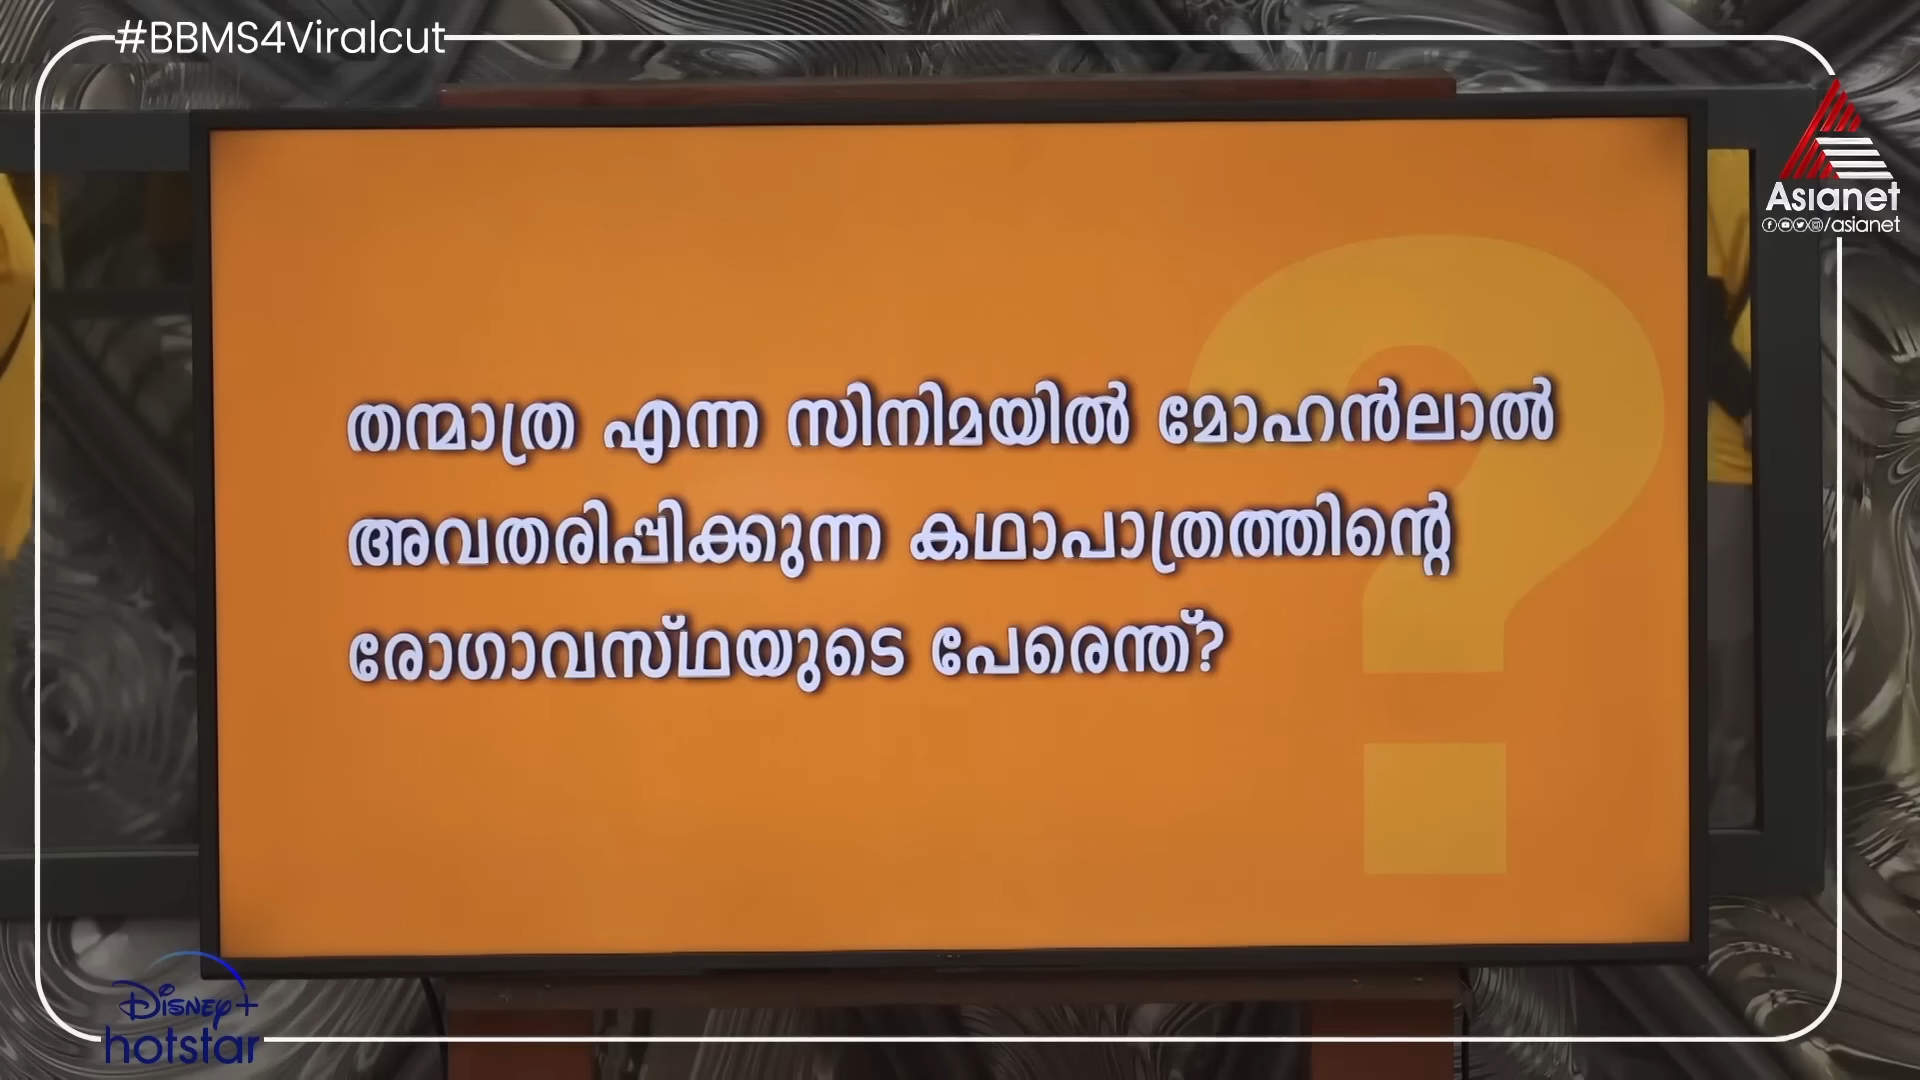 #BBMS4Viralcut
Asianet
/asianet
തന്മാത്ര എന്ന സിനിമയിൽ മോഹൻലാൽ
അവതരിപ്പിക്കുന്ന കഥാപാത്രത്തിന്റെ
രോഗാവസ്ഥയുടെ പേരെന്ത്?
Disney+
hotstar